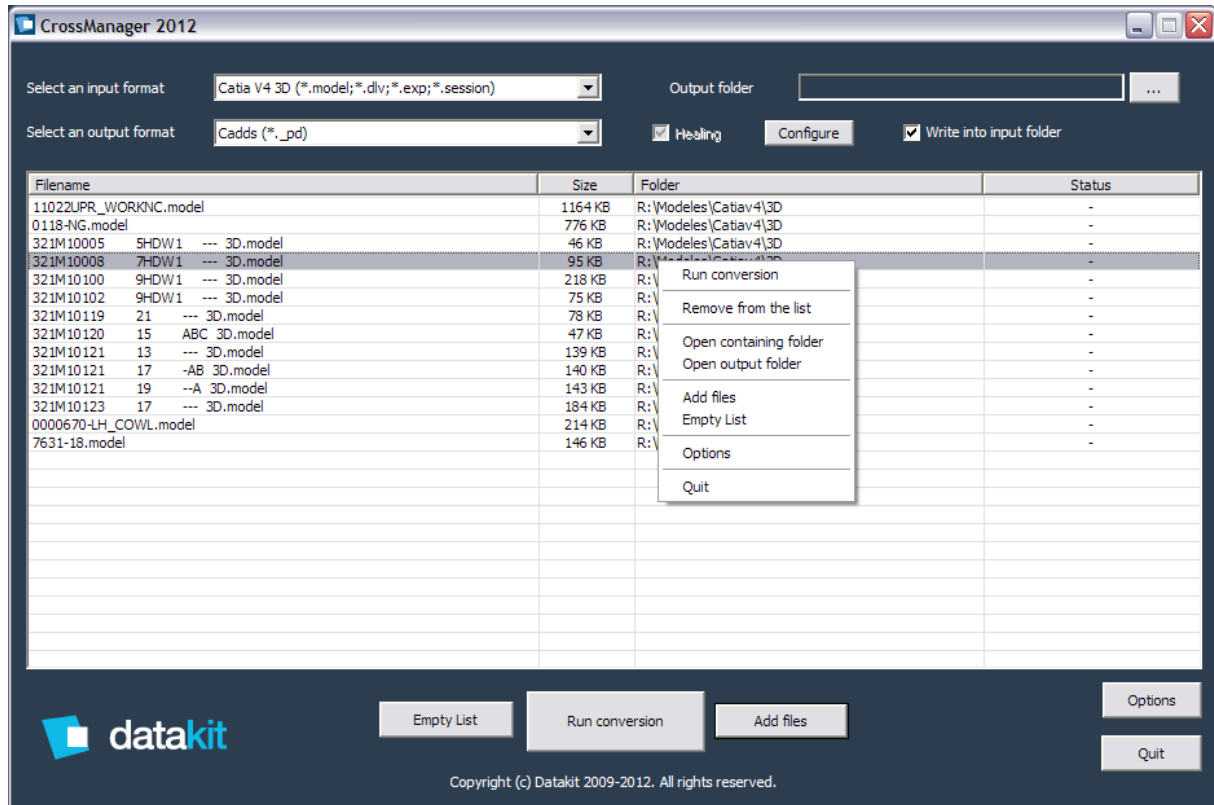 CrossManager 2012
Select an input format Catia V4 3D (*.model;*.dlv;*.exp;*.session) Output folder ...
Select an output format Cadds (*._pd) Healing Configure Write into input folder
Filename Size Folder Status
11022UPR_WORKNC.model 1164 KB R:\Modeles\Catiav4\3D -
0118-NG.model 776 KB R:\Modeles\Catiav4\3D -
321M10005 5HDW1 --- 3D.model 46 KB R:\Modeles\Catiav4\3D -
321M10008 7HDW1 --- 3D.model 95 KB R:\Modeles\Catiav4\3D -
321M10100 9HDW1 --- 3D.model 218 KB R:\ -
321M10102 9HDW1 --- 3D.model 75 KB R:\ -
321M10119 21 --- 3D.model 78 KB R:\ -
321M10120 15 ABC 3D.model 47 KB R:\ -
321M10121 13 --- 3D.model 139 KB R:\ -
321M10121 17 -AB 3D.model 140 KB R:\ -
321M10121 19 --A 3D.model 143 KB R:\ -
321M10123 17 --- 3D.model 184 KB R:\ -
0000670-LH_COWL.model 214 KB R:\ -
7631-18.model 146 KB R:\ -
Run conversion
Remove from the list
Open containing folder
Open output folder
Add files
Empty List
Options
Quit
datakit
Empty List Run conversion Add files
Options
Quit
Copyright (c) Datakit 2009-2012. All rights reserved.